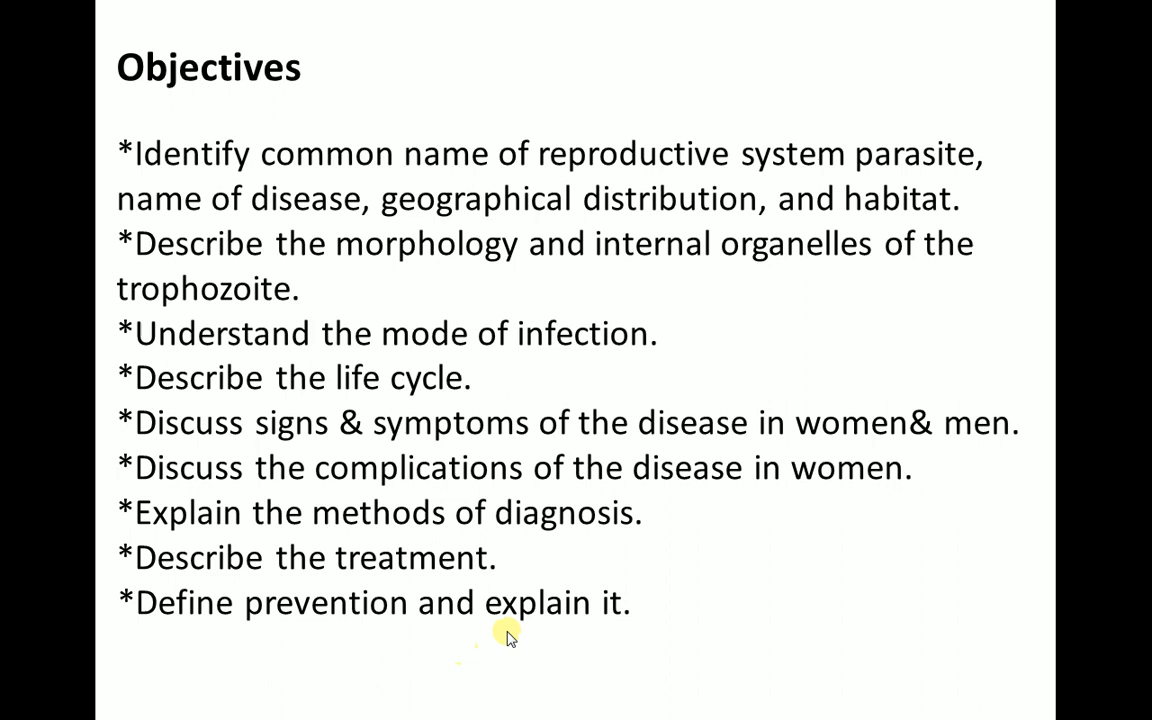 Objectives
*Identify common name of reproductive system parasite,
name of disease, geographical distribution, and habitat.
*Describe the morphology and internal organelles of the
trophozoite.
*Understand the mode of infection.
*Describe the life cycle.
*Discuss signs & symptoms of the disease in women& men.
*Discuss the complications of the disease in women.
*Explain the methods of diagnosis.
*Describe the treatment.
*Define prevention and explain it.